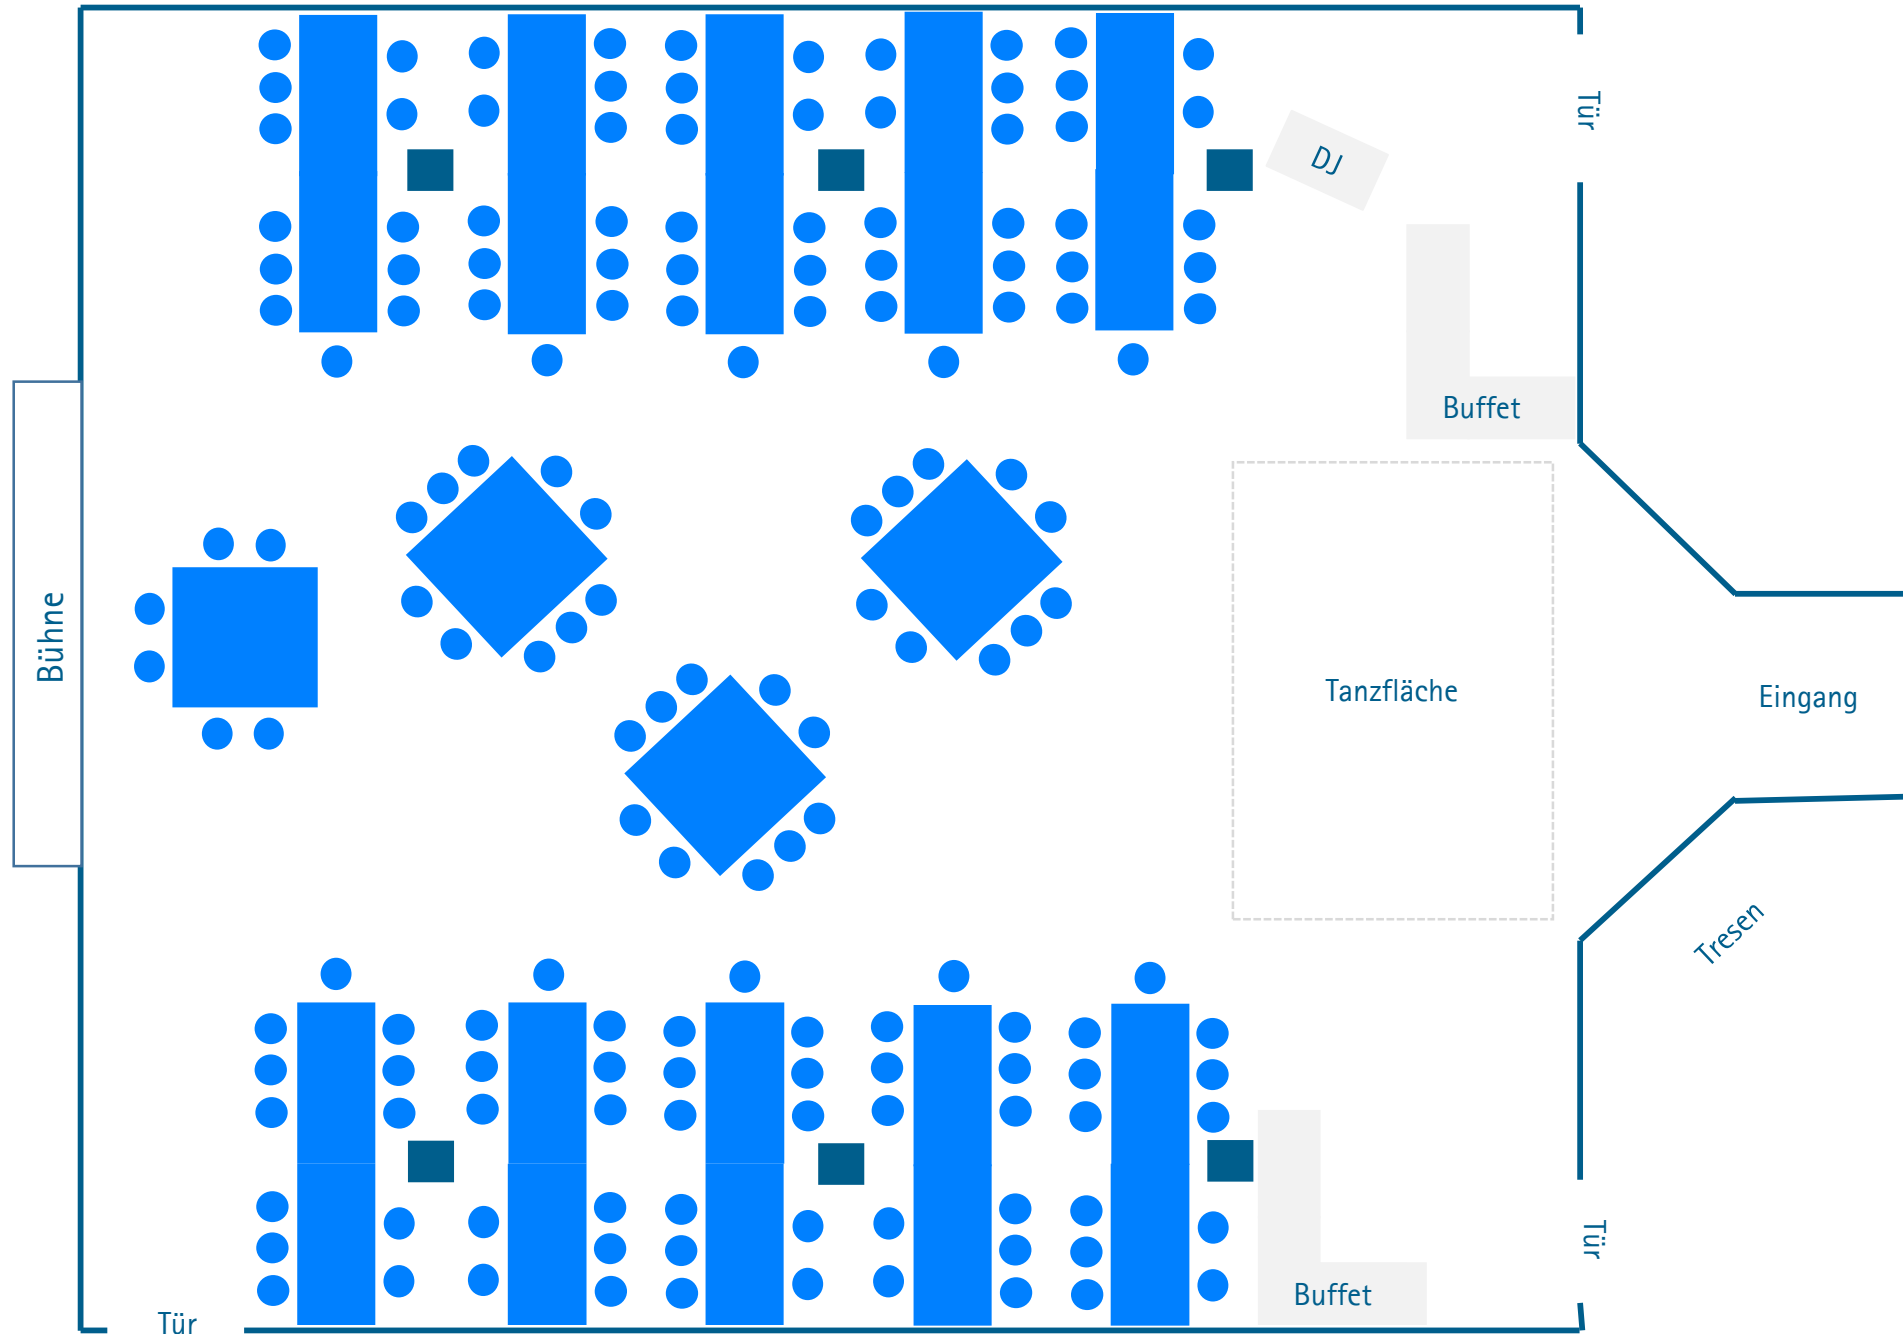 Tür
DJ
Buffet
Bühne
Tanzfläche
Eingang
Tresen
Tür
Buffet
Tür